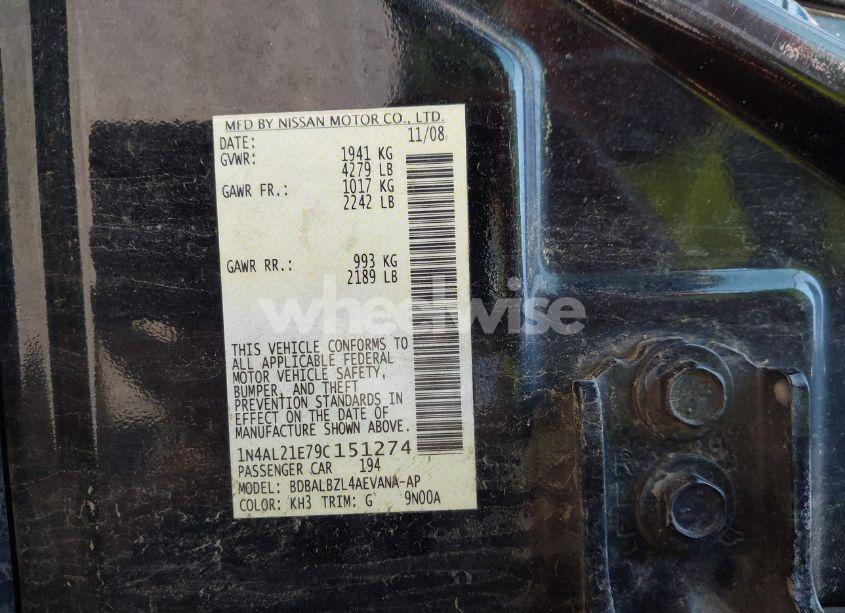 MFD BY NISSAN MOTOR CO., LTD.
DATE: 11/08
GVWR: 1941 KG
4279 LB
GAWR FR.: 1017 KG
2242 LB
GAWR RR.: 993 KG
2189 LB
wheelwise
THIS VEHICLE CONFORMS TO
ALL APPLICABLE FEDERAL
MOTOR VEHICLE SAFETY,
BUMPER, AND THEFT
PREVENTION STANDARDS IN
EFFECT ON THE DATE OF
MANUFACTURE SHOWN ABOVE.
1N4AL21E79C151274
PASSENGER CAR 194
MODEL: BDBALBZL4AEVANA-AP
COLOR: KH3 TRIM: G 9N00A